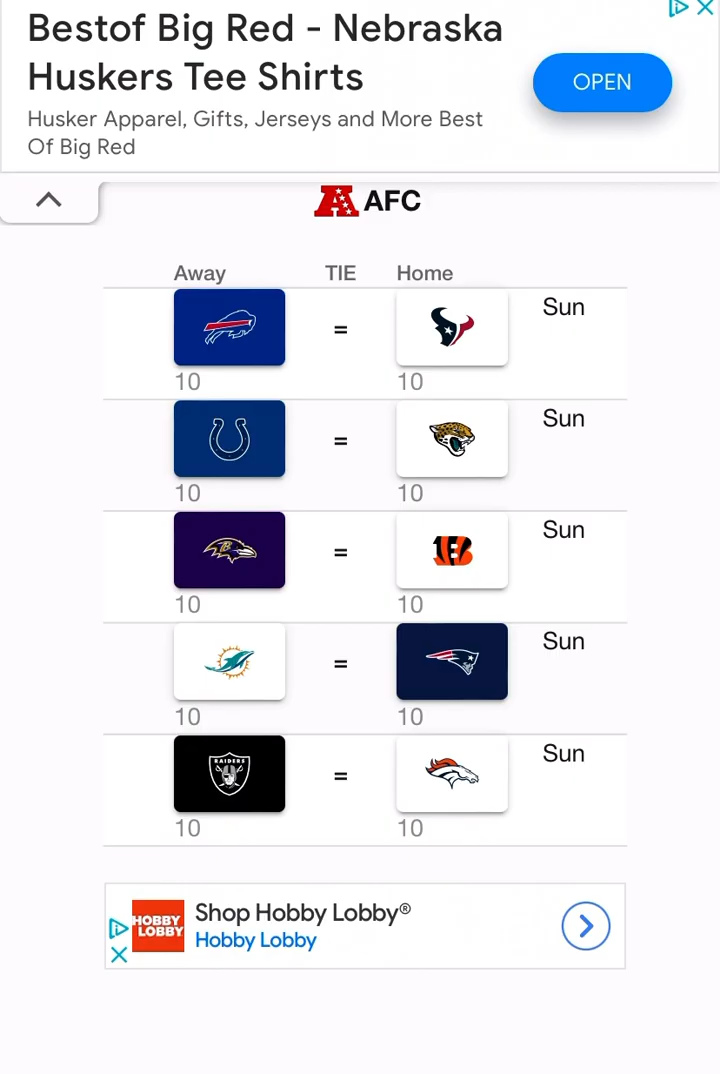 Bestof Big Red - Nebraska
Huskers Tee Shirts
OPEN
Husker Apparel, Gifts, Jerseys and More Best
Of Big Red
AFC
Away TIE Home
= Sun
10 10
= Sun
10 10
= Sun
10 10
= Sun
10 10
RAIDERS = Sun
10 10
HOBBY
LOBBY
Shop Hobby Lobby®
Hobby Lobby